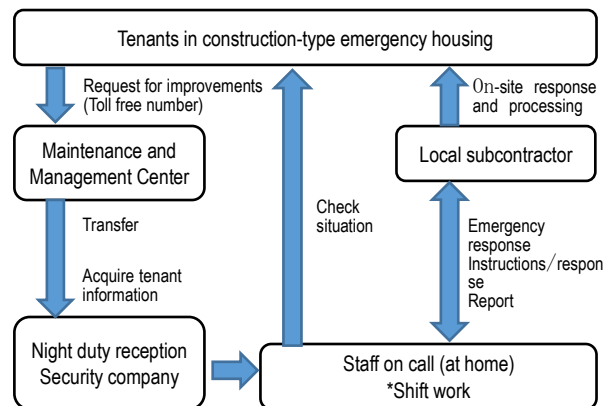 Tenants in construction-type emergency housing
Request for improvements
(Toll free number)
On-site response
and processing
Maintenance and
Management Center
Local subcontractor
Transfer
Acquire tenant
information
Check
situation
Emergency
response
Instructions/respon
se
Report
Night duty reception
Security company
Staff on call (at home)
*Shift work